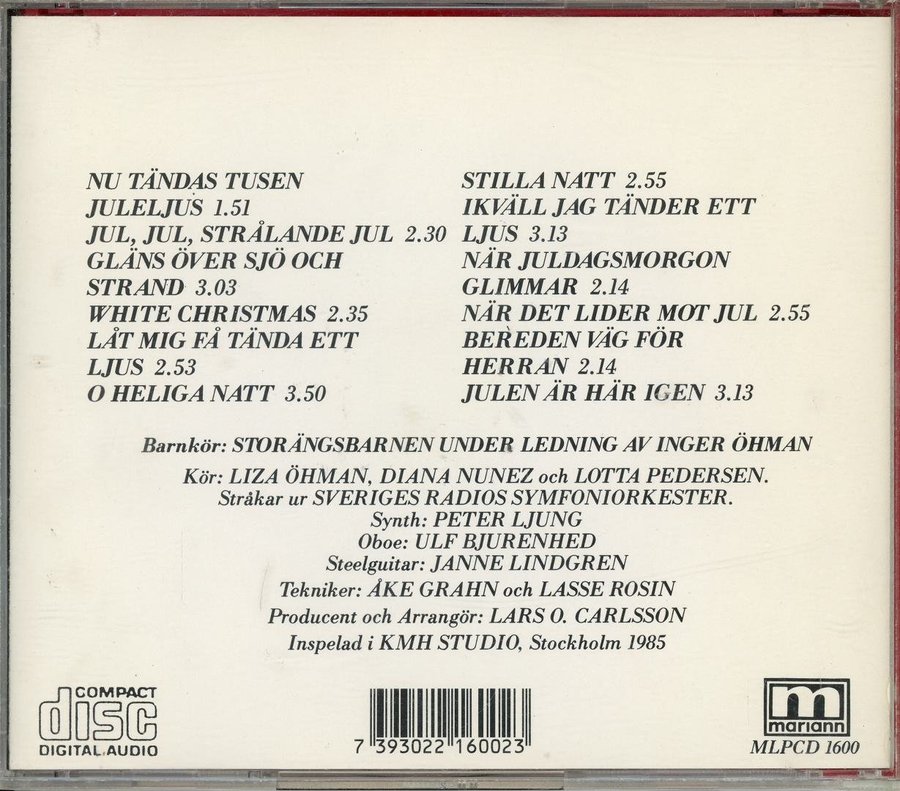 NU TÄNDAS TUSEN
JULELJUS 1.51
JUL, JUL, STRÅLANDE JUL 2.30
GLÄNS ÖVER SJÖ OCH
STRAND 3.03
WHITE CHRISTMAS 2.35
LÅT MIG FÅ TÄNDA ETT
LJUS 2.53
O HELIGA NATT 3.50
STILLA NATT 2.55
IKVÄLL JAG TÄNDER ETT
LJUS 3.13
NÄR JULDAGSMORGON
GLIMMAR 2.14
NÄR DET LIDER MOT JUL 2.55
BEREDEN VÄG FÖR
HERRAN 2.14
JULEN ÄR HÄR IGEN 3.13
Barnkör: STORÄNGSBARNEN UNDER LEDNING AV INGER ÖHMAN
Kör: LIZA ÖHMAN, DIANA NUNEZ och LOTTA PEDERSEN.
Stråkar ur SVERIGES RADIOS SYMFONIORKESTER.
Synth: PETER LJUNG
Oboe: ULF BJURENHED
Steelguitar: JANNE LINDGREN
Tekniker: ÅKE GRAHN och LASSE ROSIN
Producent och Arrangör: LARS O. CARLSSON
Inspelad i KMH STUDIO, Stockholm 1985
COMPACT
disc
DIGITAL AUDIO
7 393022 160023
m
mariann
MLPCD 1600